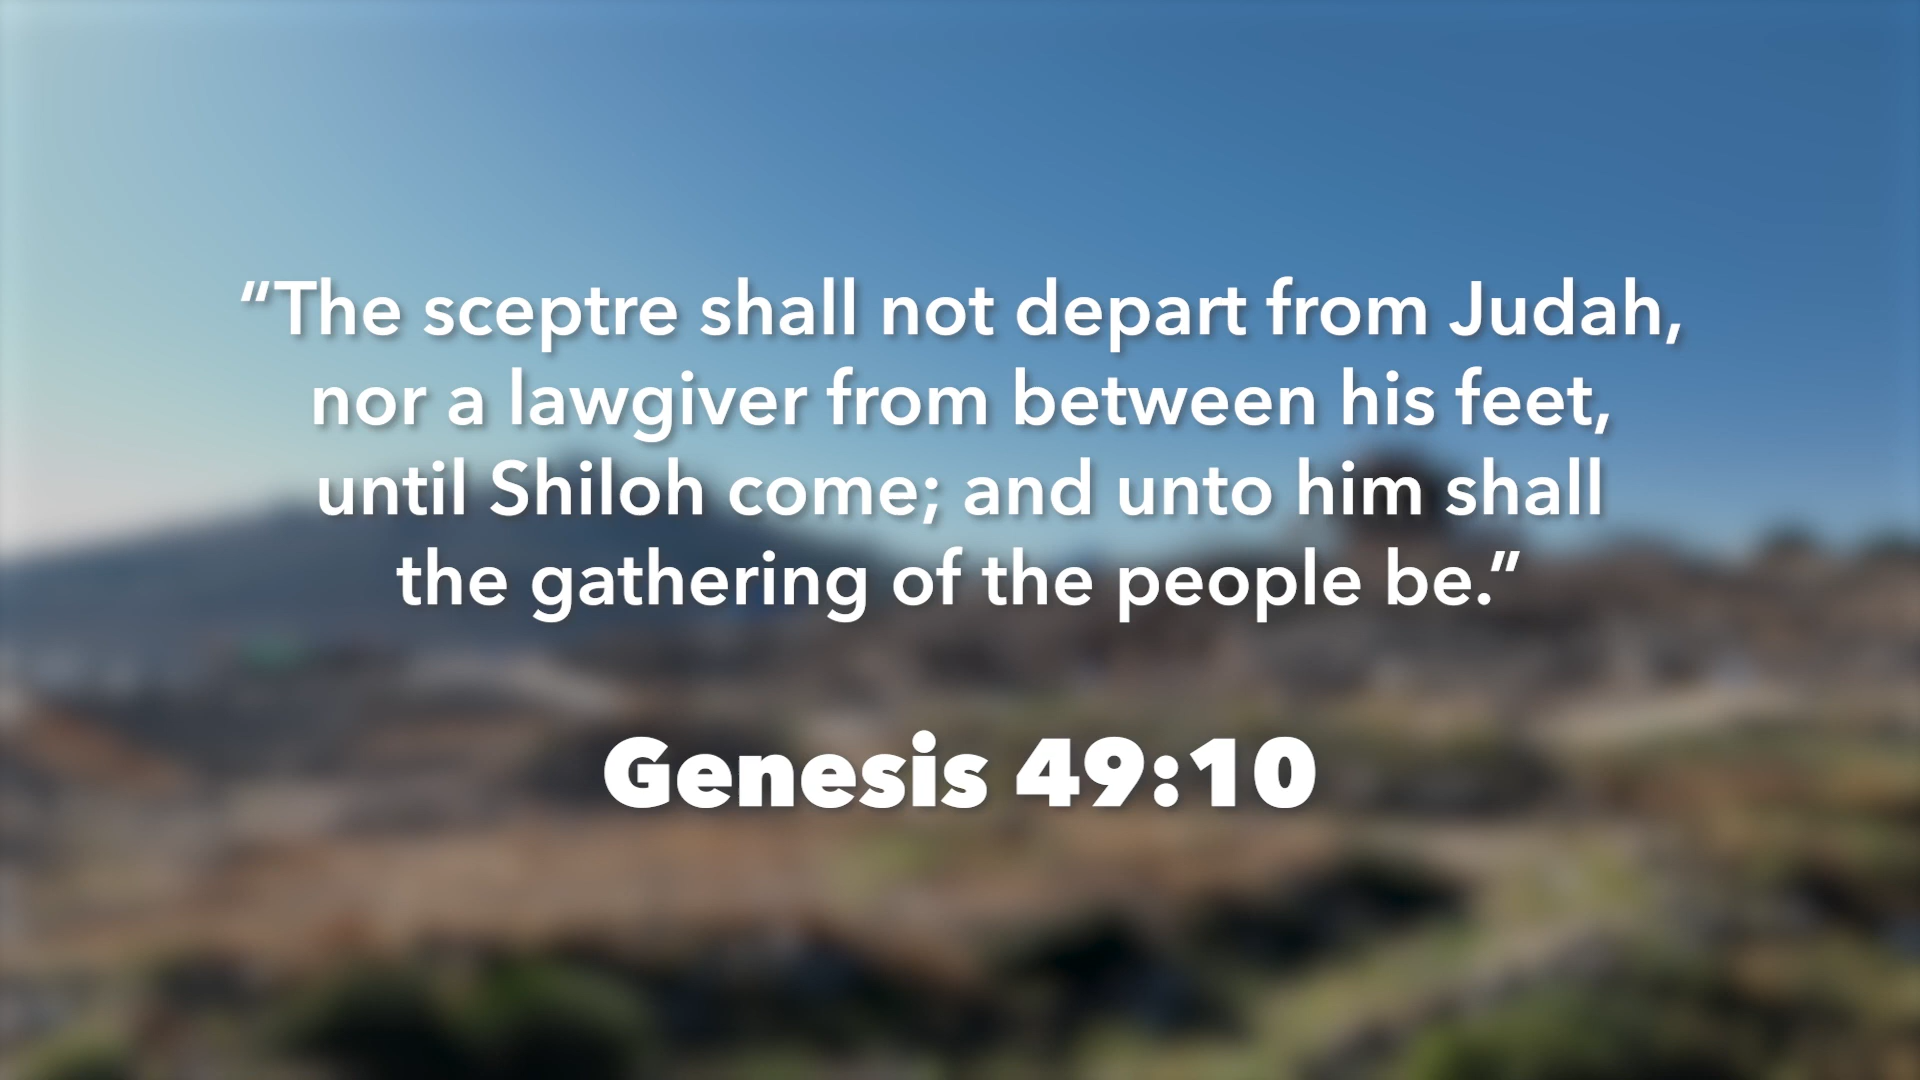 “The sceptre shall not depart from Judah,
nor a lawgiver from between his feet,
until Shiloh come; and unto him shall
the gathering of the people be.”
Genesis 49:10